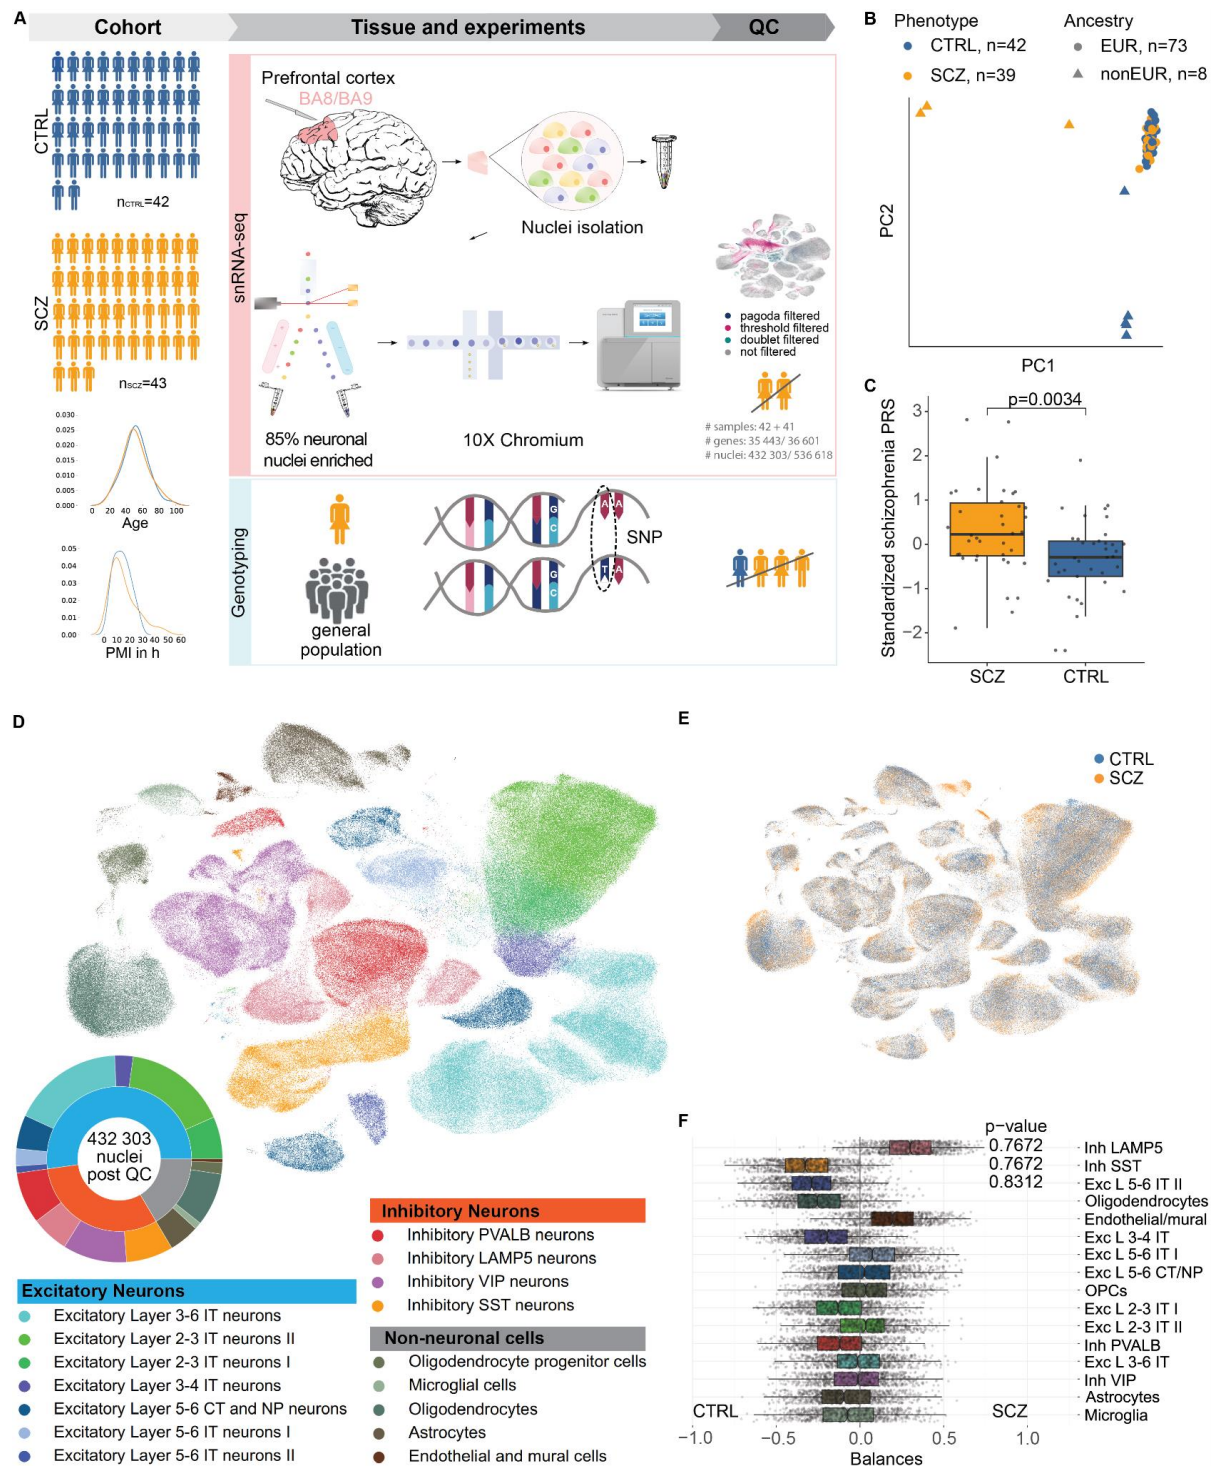 A
Cohort
Tissue and experiments
QC
CTRL
nCTRL=42
SCZ
nSCZ=43
0.030
0.025
0.020
0.015
0.010
0.005
0.000
0 20 40 60 80 100
Age
0.05
0.04
0.03
0.02
0.01
0.00
0 10 20 30 40 50 60
PMI in h
snRNA-seq
Prefrontal cortex
BA8/BA9
Nuclei isolation
85% neuronal
nuclei enriched
10X Chromium
pagoda filtered
threshold filtered
doublet filtered
not filtered
# samples: 42 + 41
# genes: 35 443/ 36 601
# nuclei: 432 303/ 536 618
Genotyping
general
population
G
C
A A
SNP
G
C
T A
B
Phenotype
CTRL, n=42
SCZ, n=39
Ancestry
EUR, n=73
nonEUR, n=8
PC2
PC1
C
p=0.0034
Standardized schizophrenia PRS
3
2
1
0
−1
−2
SCZ
CTRL
D
432 303
nuclei
post QC
Excitatory Neurons
Excitatory Layer 3-6 IT neurons
Excitatory Layer 2-3 IT neurons II
Excitatory Layer 2-3 IT neurons I
Excitatory Layer 3-4 IT neurons
Excitatory Layer 5-6 CT and NP neurons
Excitatory Layer 5-6 IT neurons I
Excitatory Layer 5-6 IT neurons II
Inhibitory Neurons
Inhibitory PVALB neurons
Inhibitory LAMP5 neurons
Inhibitory VIP neurons
Inhibitory SST neurons
Non-neuronal cells
Oligodendrocyte progenitor cells
Microglial cells
Oligodendrocytes
Astrocytes
Endothelial and mural cells
E
CTRL
SCZ
F
p-value
0.7672
0.7672
0.8312
Inh LAMP5
Inh SST
Exc L 5-6 IT II
Oligodendrocytes
Endothelial/mural
Exc L 3-4 IT
Exc L 5-6 IT I
Exc L 5-6 CT/NP
OPCs
Exc L 2-3 IT I
Exc L 2-3 IT II
Inh PVALB
Exc L 3-6 IT
Inh VIP
Astrocytes
Microglia
CTRL
SCZ
−1.0 −0.5 0.0 0.5 1.0
Balances